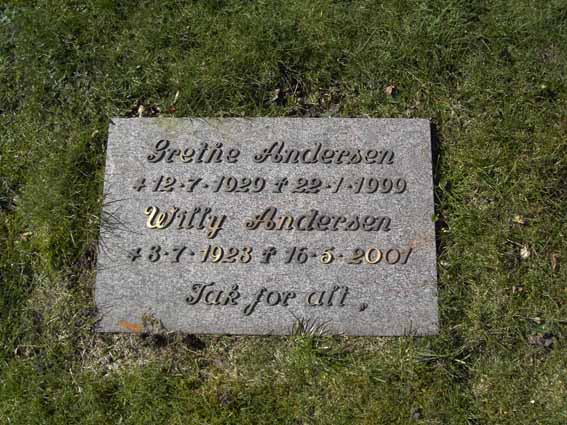 Grethe Andersen
+ 12·7·1929 ✝ 22·1·1999
Willy Andersen
+ 3·7·1923 ✝ 16·5·2001
Tak for alt,